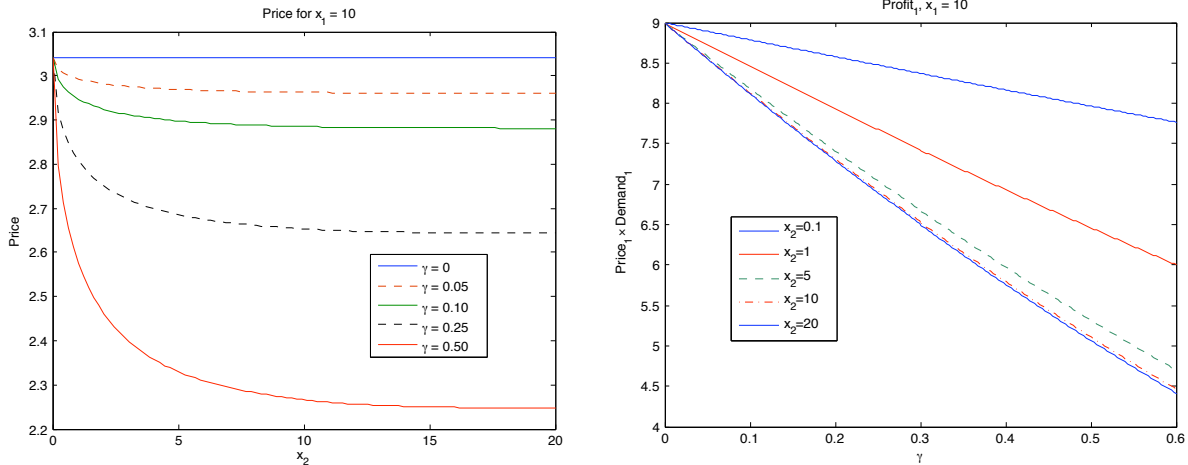 Price for x1 = 10
3.1
3
2.9
2.8
2.7
2.6
2.5
2.4
2.3
2.2
Price
0
5
10
15
20
x2
γ = 0
γ = 0.05
γ = 0.10
γ = 0.25
γ = 0.50
Profit1, x1 = 10
9
8.5
8
7.5
7
6.5
6
5.5
5
4.5
4
Price1 × Demand1
0
0.1
0.2
0.3
0.4
0.5
0.6
γ
x2=0.1
x2=1
x2=5
x2=10
x2=20